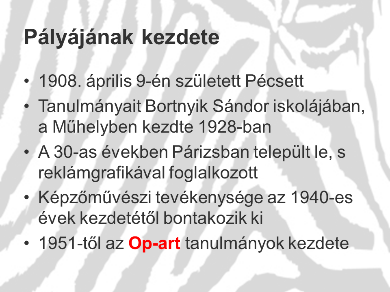 Pályájának kezdete
• 1908. április 9-én született Pécsett
• Tanulmányait Bortnyik Sándor iskolájában,
a Műhelyben kezdte 1928-ban
• A 30-as években Párizsban települt le, s
reklámgrafikával foglalkozott
• Képzőművészi tevékenysége az 1940-es
évek kezdetétől bontakozik ki
• 1951-től az Op-art tanulmányok kezdete